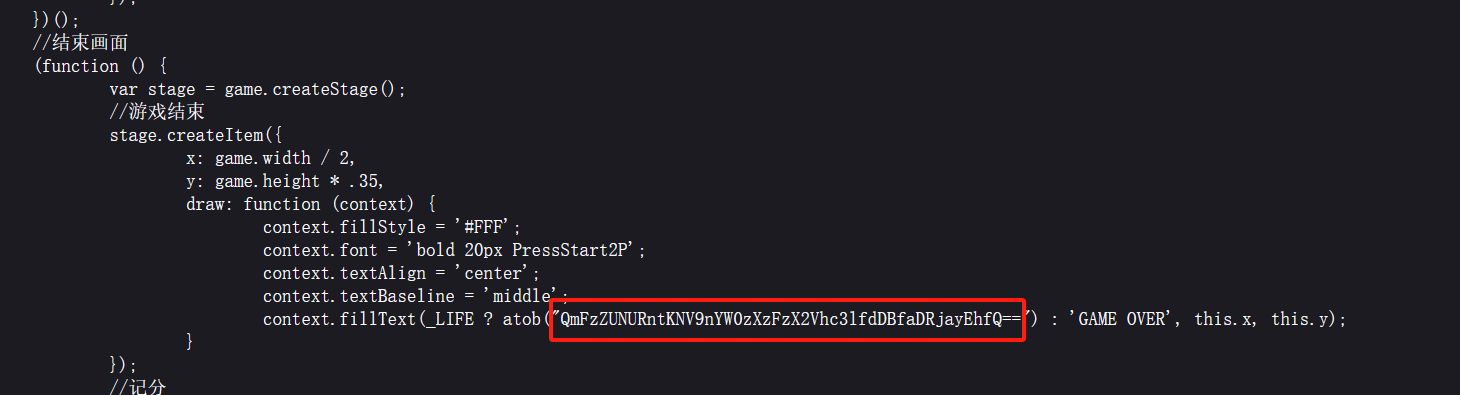 });
})();
//结束画面
(function () {
var stage = game.createStage();
//游戏结束
stage.createItem({
x: game.width / 2,
y: game.height * .35,
draw: function (context) {
context.fillStyle = '#FFF';
context.font = 'bold 20px PressStart2P';
context.textAlign = 'center';
context.textBaseline = 'middle';
context.fillText(_LIFE ? atob("QmFzZUNURntKNV9nYW0zXzFzX2Vhc3lfdDBfaDRjayEhfQ==") : 'GAME OVER', this.x, this.y);
}
});
//记分